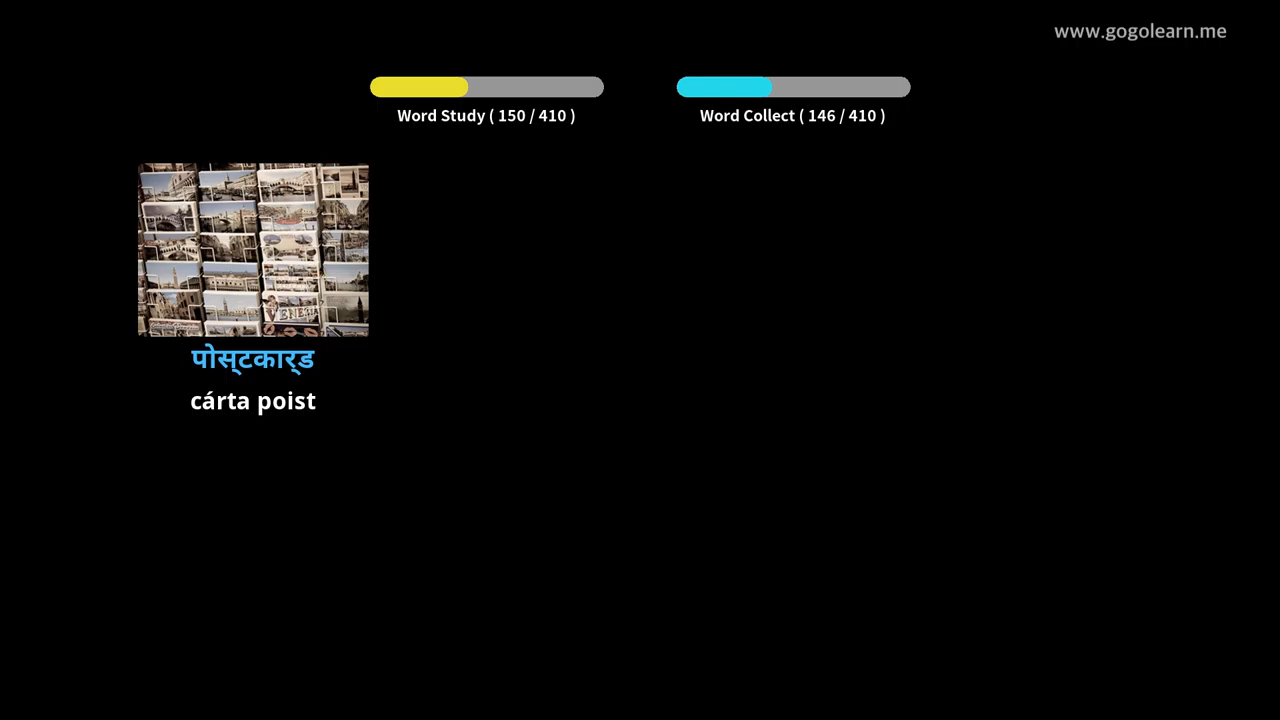 www.gogolearn.me
Word Study ( 150 / 410 )
Word Collect ( 146 / 410 )
पोस्टकार्ड
cárta poist